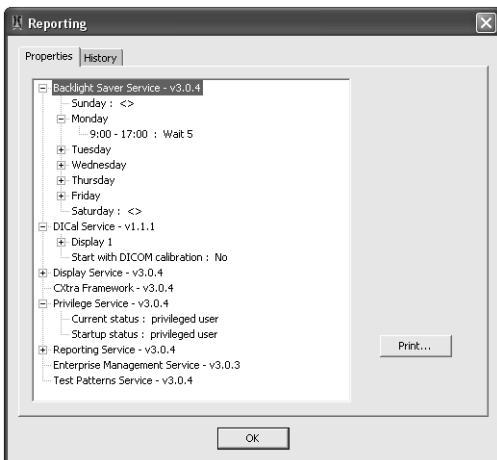 Reporting
Properties
History
Backlight Saver Service - v3.0.4
Sunday : <>
Monday
9:00 - 17:00 : Wait 5
Tuesday
Wednesday
Thursday
Friday
Saturday : <>
DICal Service - v1.1.1
Display 1
Start with DICOM calibration : No
Display Service - v3.0.4
CXtra Framework - v3.0.4
Privilege Service - v3.0.4
Current status : privileged user
Startup status : privileged user
Reporting Service - v3.0.4
Enterprise Management Service - v3.0.3
Test Patterns Service - v3.0.4
Print...
OK